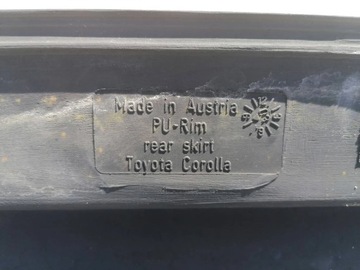 Made in Austria
PU-Rim
rear skirt
Toyota Corolla